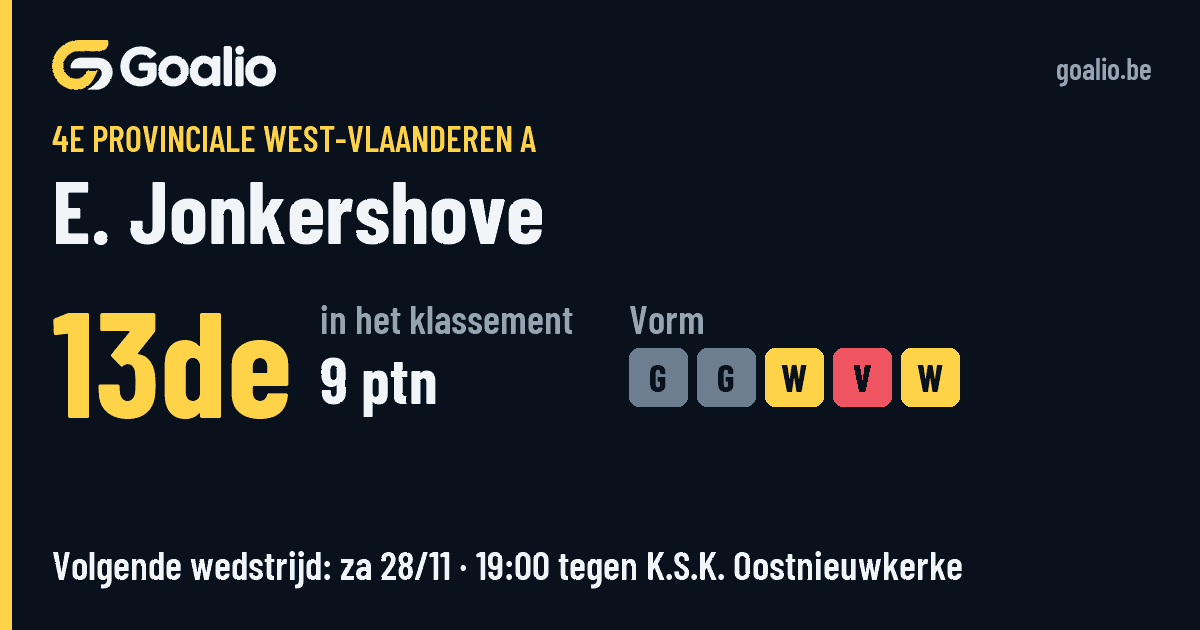 Goalio
goalio.be
4E PROVINCIALE WEST-VLAANDEREN A
E. Jonkershove
13de
in het klassement
9 ptn
Vorm
G G W V W
Volgende wedstrijd: za 28/11 · 19:00 tegen K.S.K. Oostnieuwkerke